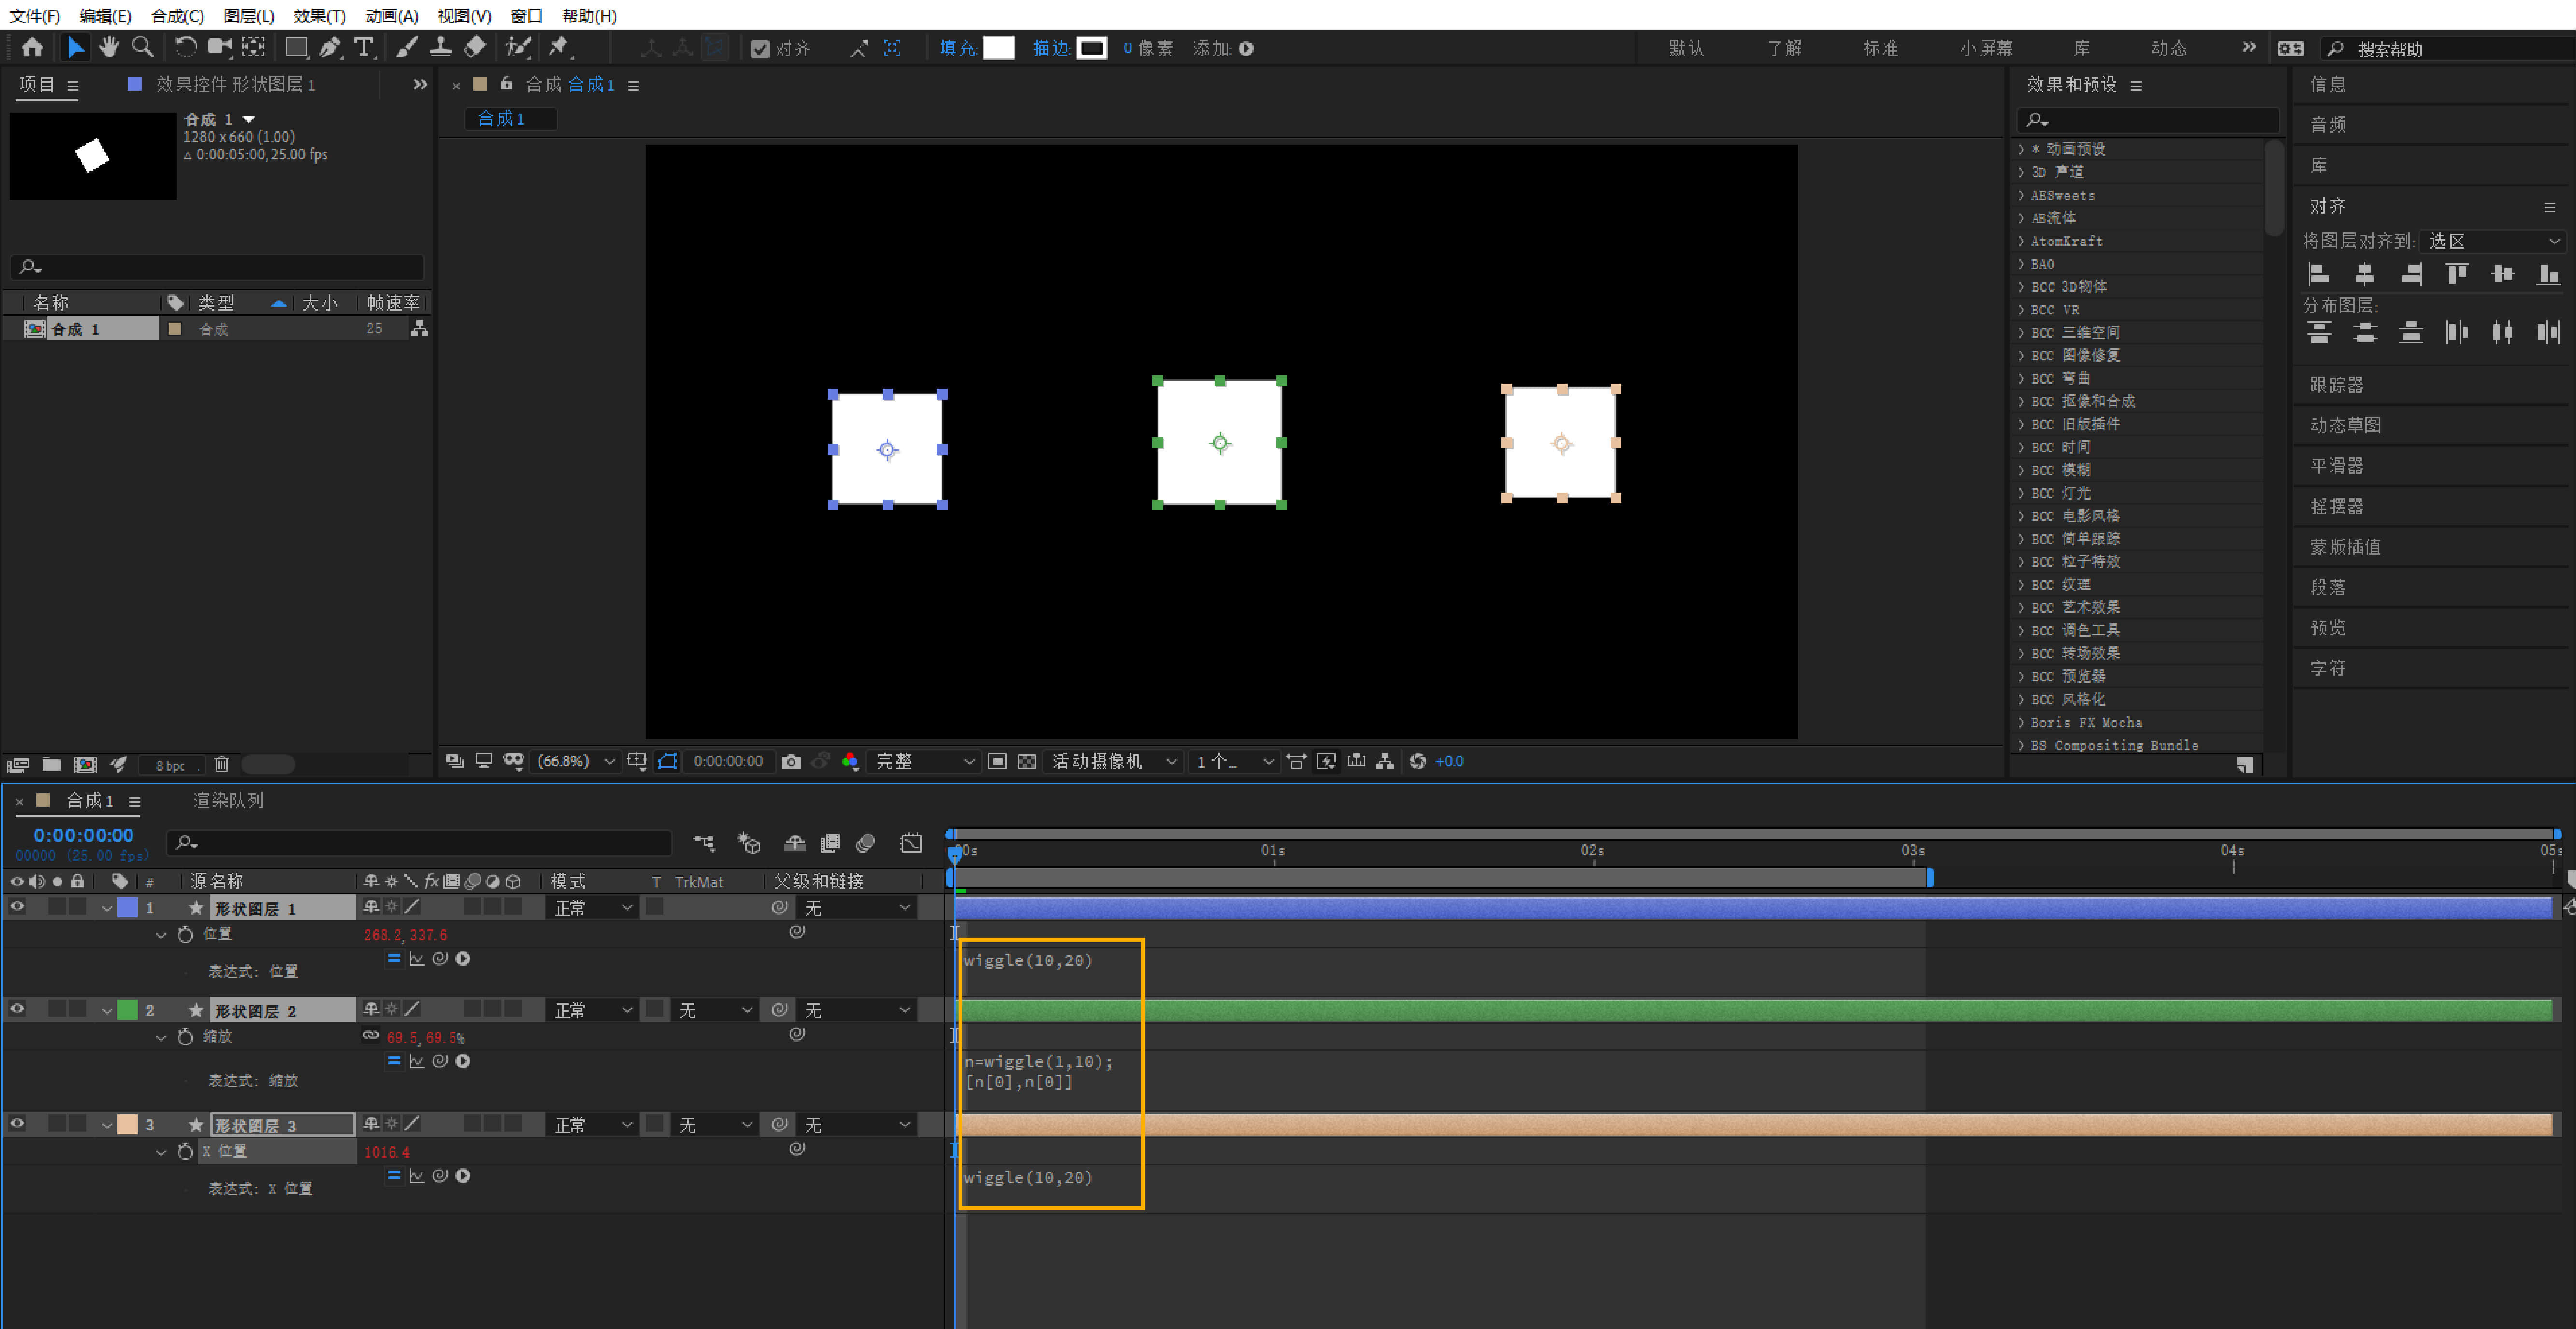 文件(F) 编辑(E) 合成(C) 图层(L) 效果(T) 动画(A) 视图(V) 窗口 帮助(H)
对齐 填充: 描边: 0 像素 添加: 默认 了解 标准 小屏幕 库 动态 搜索帮助
项目 效果控件 形状图层 1
合成 合成1
效果和预设
信息
合成 1
1280 x 660 (1.00)
Δ 0:00:05:00, 25.00 fps
合成1
音频
库
对齐
将图层对齐到: 选区
分布图层:
跟踪器
动态草图
平滑器
摇摆器
蒙版插值
段落
预览
字符
* 动画预设
3D 声道
AESweets
AE流体
AtomKraft
BAO
BCC 3D物体
BCC VR
BCC 三维空间
BCC 图像修复
BCC 弯曲
BCC 抠像和合成
BCC 旧版插件
BCC 时间
BCC 模糊
BCC 灯光
BCC 电影风格
BCC 简单跟踪
BCC 粒子特效
BCC 纹理
BCC 艺术效果
BCC 调色工具
BCC 转场效果
BCC 预览器
BCC 风格化
Boris FX Mocha
BS Compositing Bundle
名称 类型 大小 帧速率
合成 1 合成 25
8 bpc
(66.8%) 0:00:00:00 完整 活动摄像机 1 个… +0.0
合成1 渲染队列
0:00:00:00
00000 (25.00 fps)
00s 01s 02s 03s 04s 05s
# 源名称 fx 模式 T TrkMat 父级和链接
1 形状图层 1 正常 无
位置 268.2, 337.6
表达式: 位置 wiggle(10,20)
2 形状图层 2 正常 无 无
缩放 69.5, 69.5%
表达式: 缩放 n=wiggle(1,10);
[n[0],n[0]]
3 形状图层 3 正常 无 无
X 位置 1016.4
表达式: X 位置 wiggle(10,20)